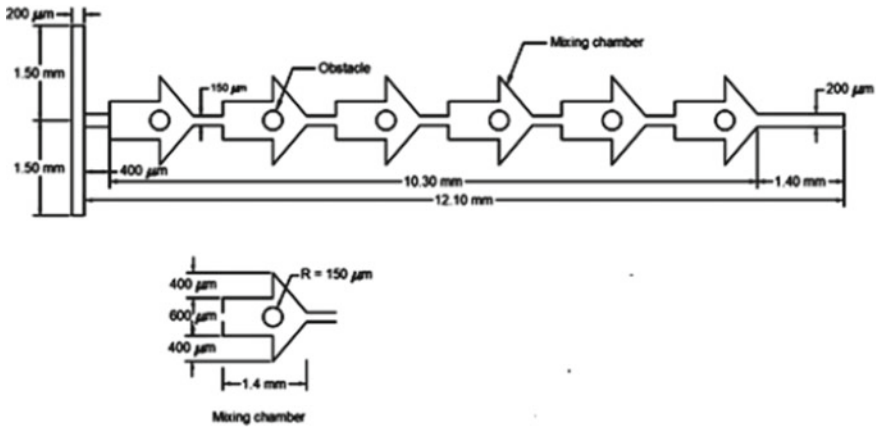 200 μm
Mixing chamber
1.50 mm
Obstacle
150 μm
200 μm
1.50 mm
400 μm
10.30 mm
1.40 mm
12.10 mm
400 μm
R = 150 μm
600 μm
400 μm
1.4 mm
Mixing chamber